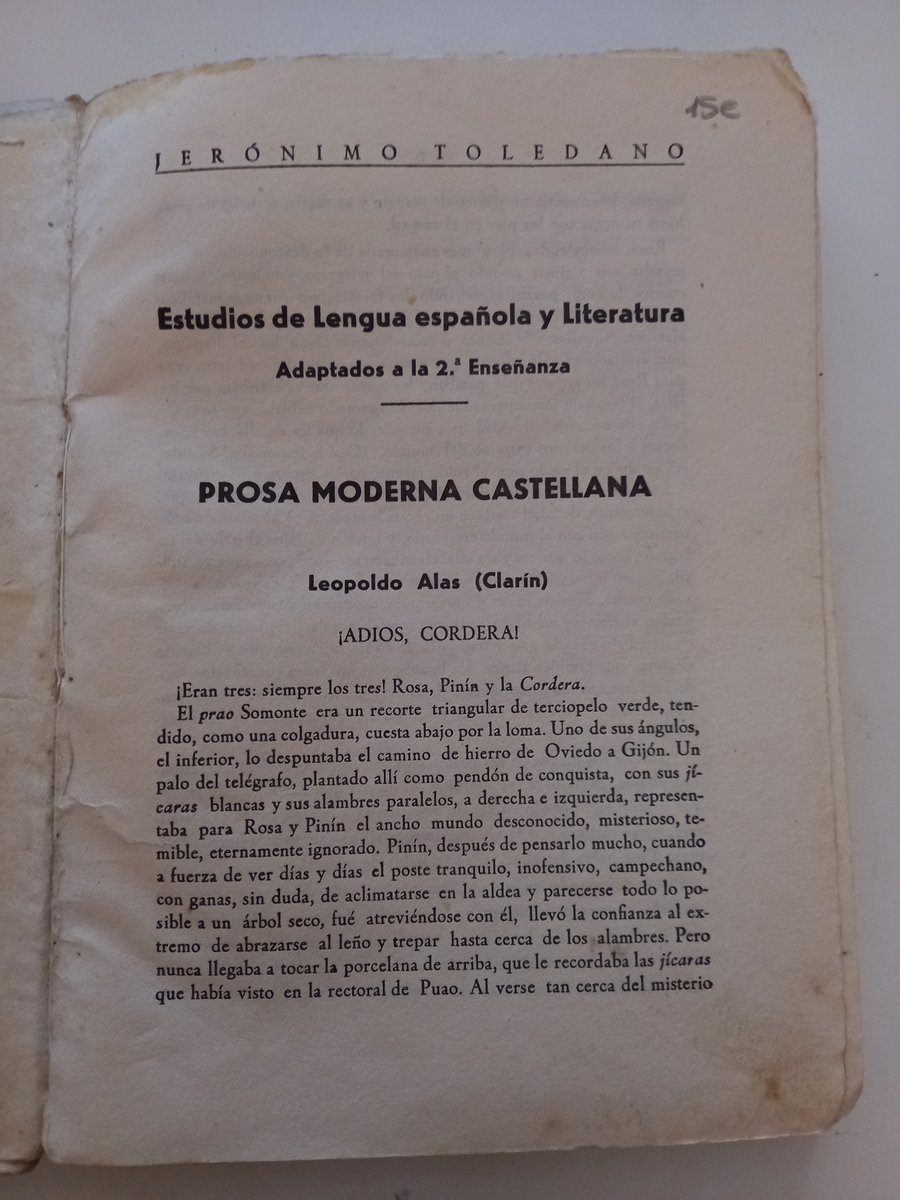 15€
JERÓNIMO TOLEDANO
Estudios de Lengua española y Literatura
Adaptados a la 2.ª Enseñanza
PROSA MODERNA CASTELLANA
Leopoldo Alas (Clarín)
¡ADIOS, CORDERA!
¡Eran tres: siempre los tres! Rosa, Pinín y la Cordera.
El prao Somonte era un recorte triangular de terciopelo verde, ten-
dido, como una colgadura, cuesta abajo por la loma. Uno de sus ángulos,
el inferior, lo despuntaba el camino de hierro de Oviedo a Gijón. Un
palo del telégrafo, plantado allí como pendón de conquista, con sus jí-
caras blancas y sus alambres paralelos, a derecha e izquierda, represen-
taba para Rosa y Pinín el ancho mundo desconocido, misterioso, te-
mible, eternamente ignorado. Pinín, después de pensarlo mucho, cuando
a fuerza de ver días y días el poste tranquilo, inofensivo, campechano,
con ganas, sin duda, de aclimatarse en la aldea y parecerse todo lo po-
sible a un árbol seco, fué atreviéndose con él, llevó la confianza al ex-
tremo de abrazarse al leño y trepar hasta cerca de los alambres. Pero
nunca llegaba a tocar la porcelana de arriba, que le recordaba las jícaras
que había visto en la rectoral de Puao. Al verse tan cerca del misterio